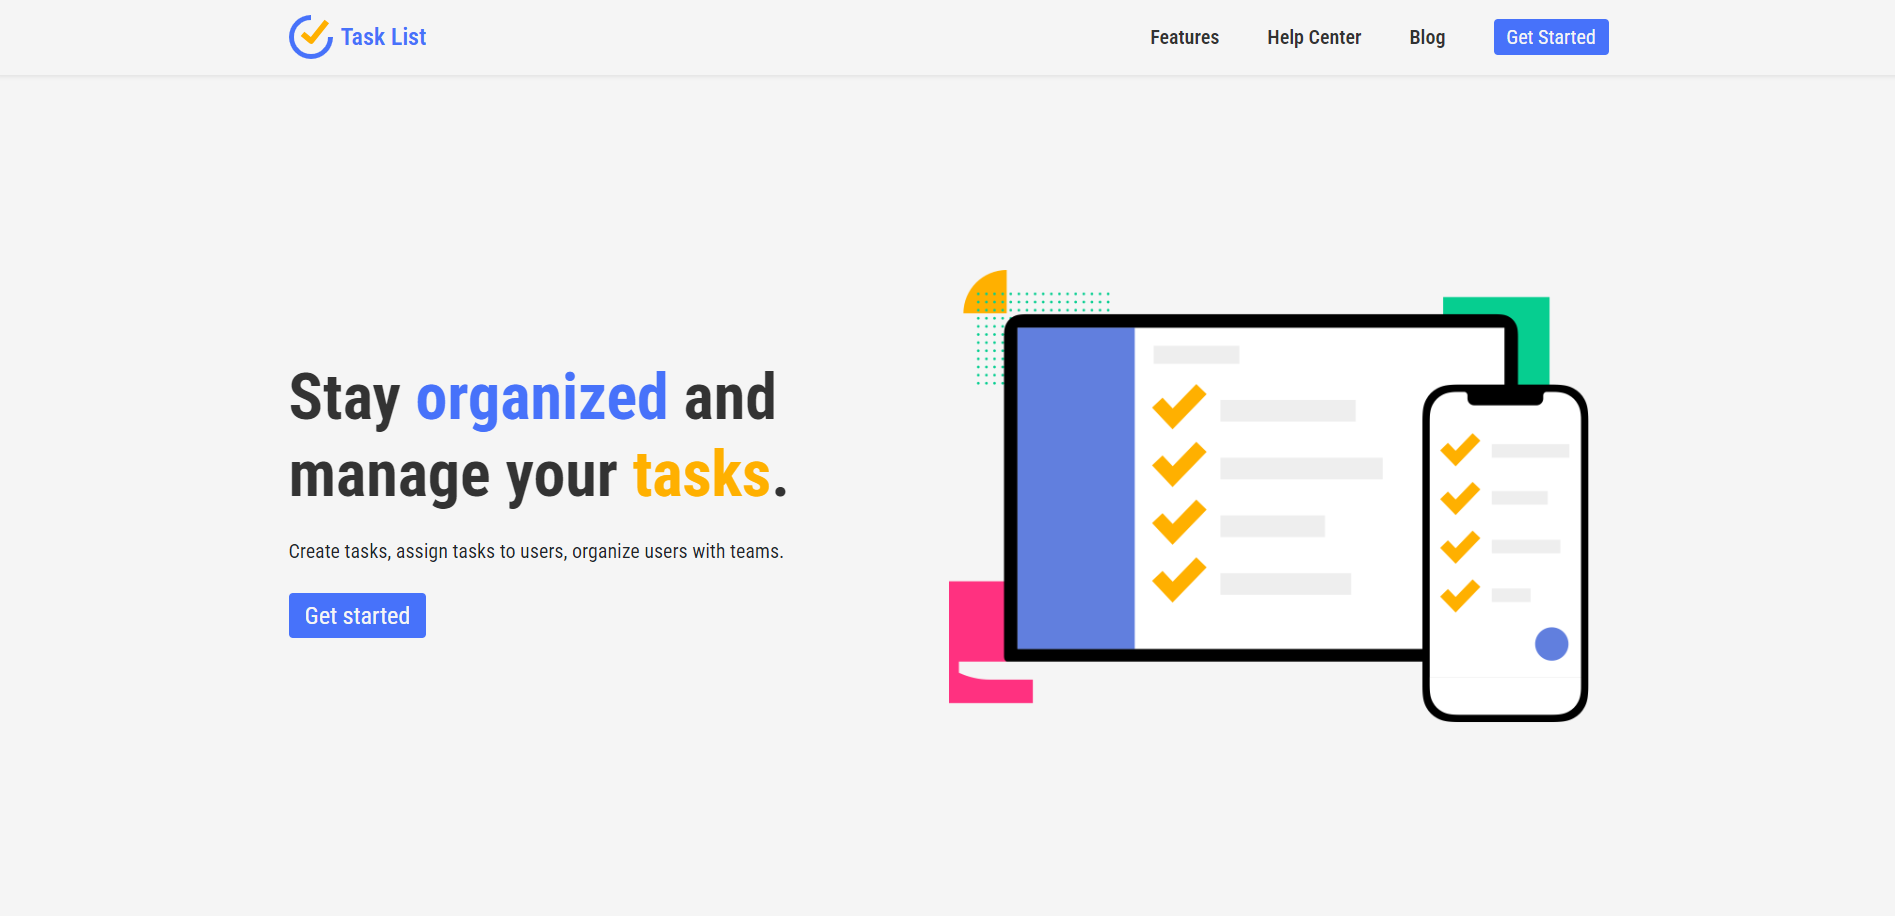 Task List
Features
Help Center
Blog
Get Started
Stay organized and
manage your tasks.
Create tasks, assign tasks to users, organize users with teams.
Get started